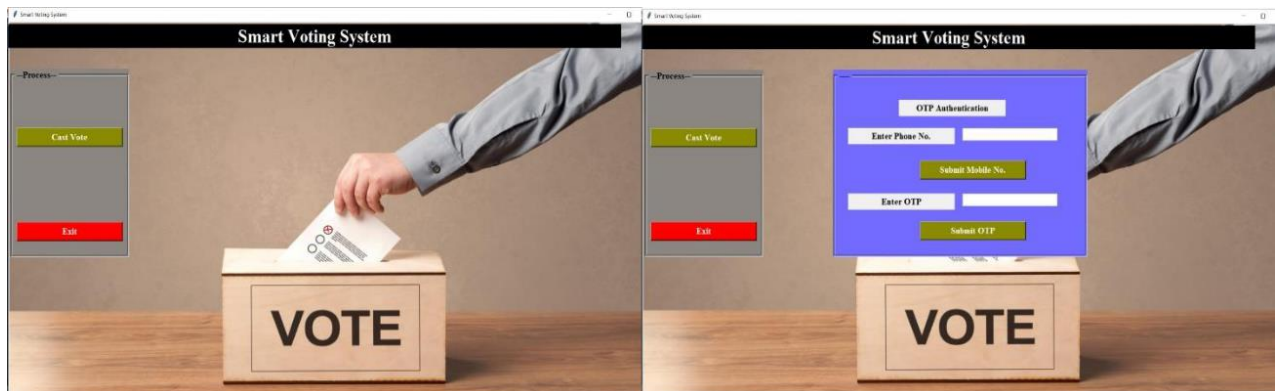 Smart Voting System
Smart Voting System
--Process--
Cast Vote
Exit
VOTE
Smart Voting System
Smart Voting System
--Process--
Cast Vote
Exit
OTP Authentication
Enter Phone No.
Submit Mobile No.
Enter OTP
Submit OTP
VOTE